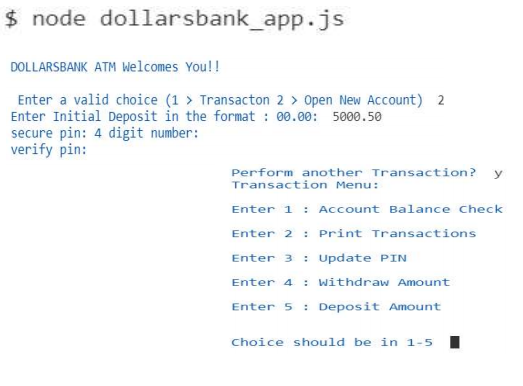 $ node dollarsbank_app.js
DOLLARSBANK ATM Welcomes You!!
Enter a valid choice (1 > Transacton 2 > Open New Account)  2
Enter Initial Deposit in the format : 00.00:  5000.50
secure pin: 4 digit number:
verify pin:
Perform another Transaction?  y
Transaction Menu:
Enter 1 : Account Balance Check
Enter 2 : Print Transactions
Enter 3 : Update PIN
Enter 4 : Withdraw Amount
Enter 5 : Deposit Amount
Choice should be in 1-5